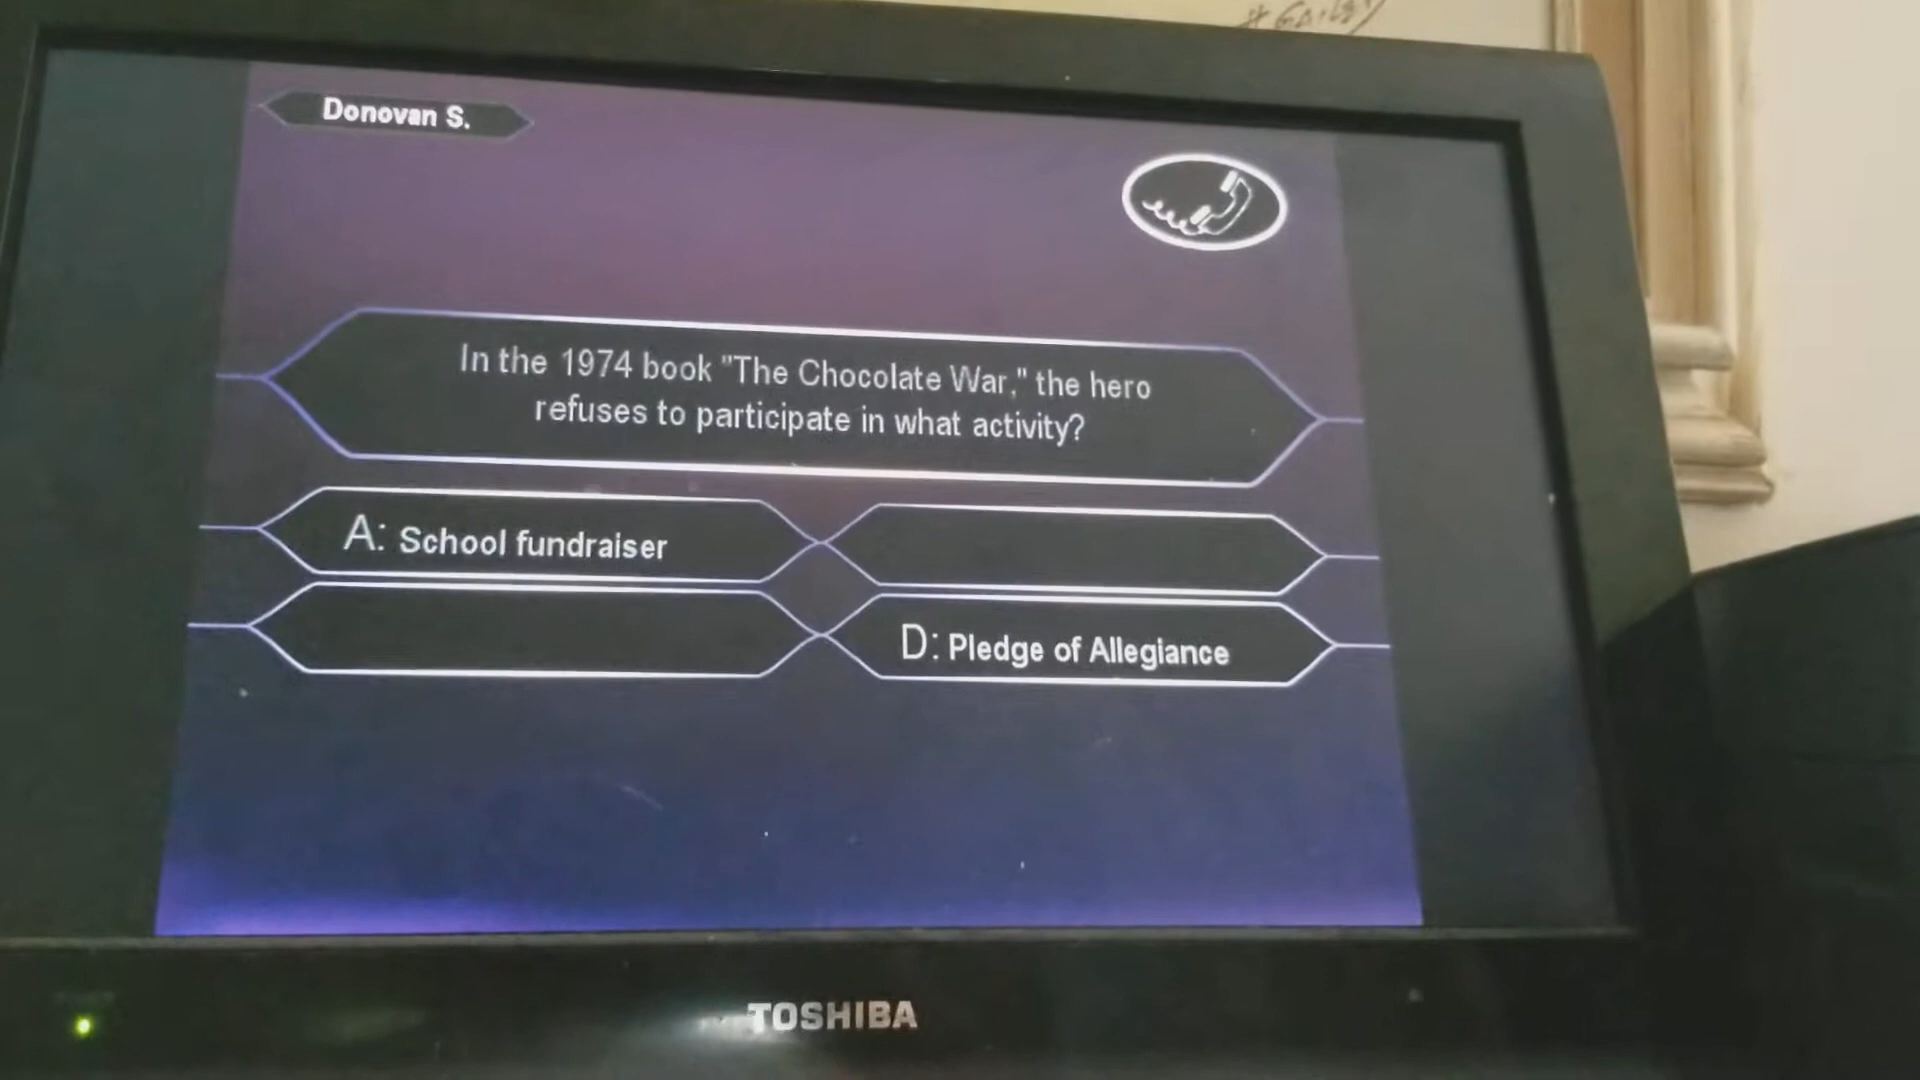 Donovan S.
In the 1974 book "The Chocolate War," the hero
refuses to participate in what activity?
A: School fundraiser
D: Pledge of Allegiance
TOSHIBA